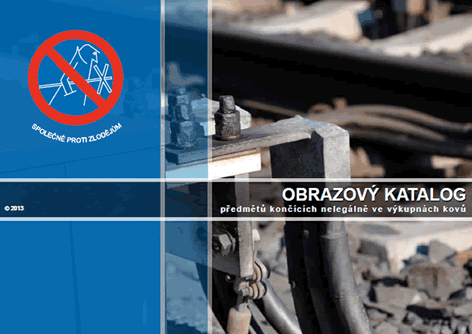 SPOLEČNĚ PROTI ZLODĚJŮM
OBRAZOVÝ KATALOG
předmětů končících nelegálně ve výkupnách kovů
© 2013